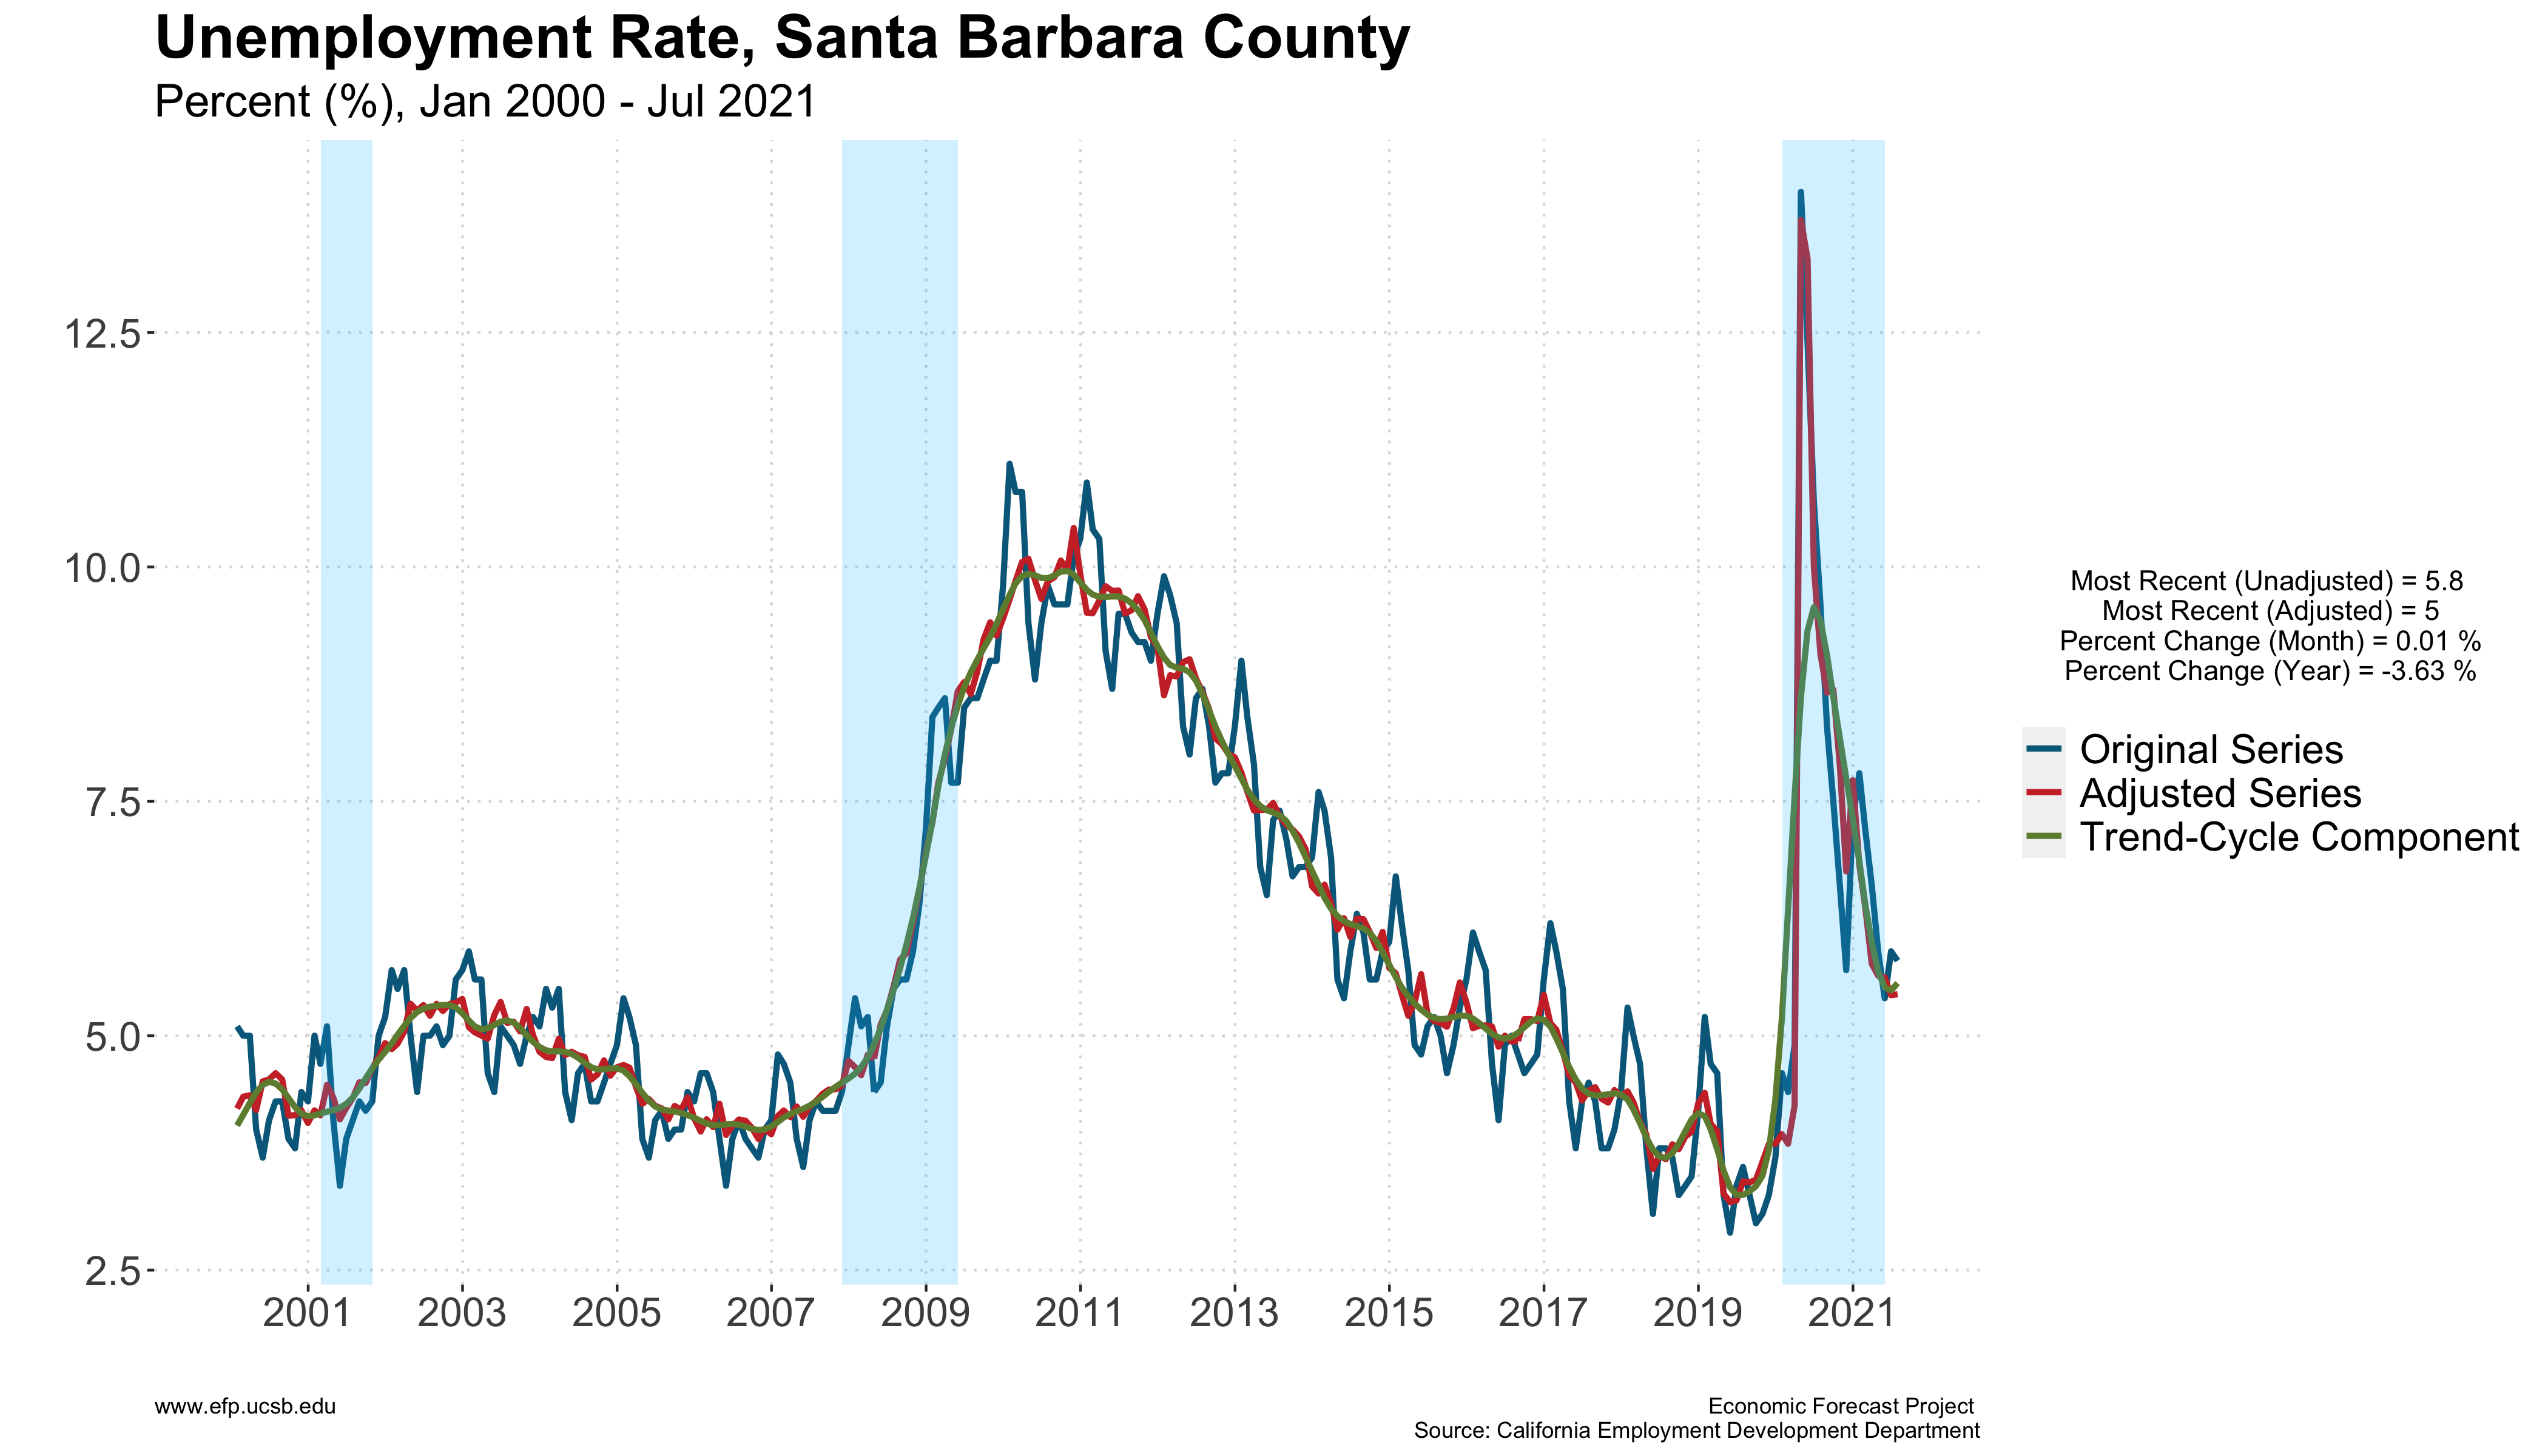 Unemployment Rate, Santa Barbara County
Percent (%), Jan 2000 - Jul 2021
12.5
10.0
7.5
5.0
2.5
2001 2003 2005 2007 2009 2011 2013 2015 2017 2019 2021
Most Recent (Unadjusted) = 5.8
Most Recent (Adjusted) = 5
Percent Change (Month) = 0.01 %
Percent Change (Year) = -3.63 %
Original Series
Adjusted Series
Trend-Cycle Component
www.efp.ucsb.edu
Economic Forecast Project
Source: California Employment Development Department